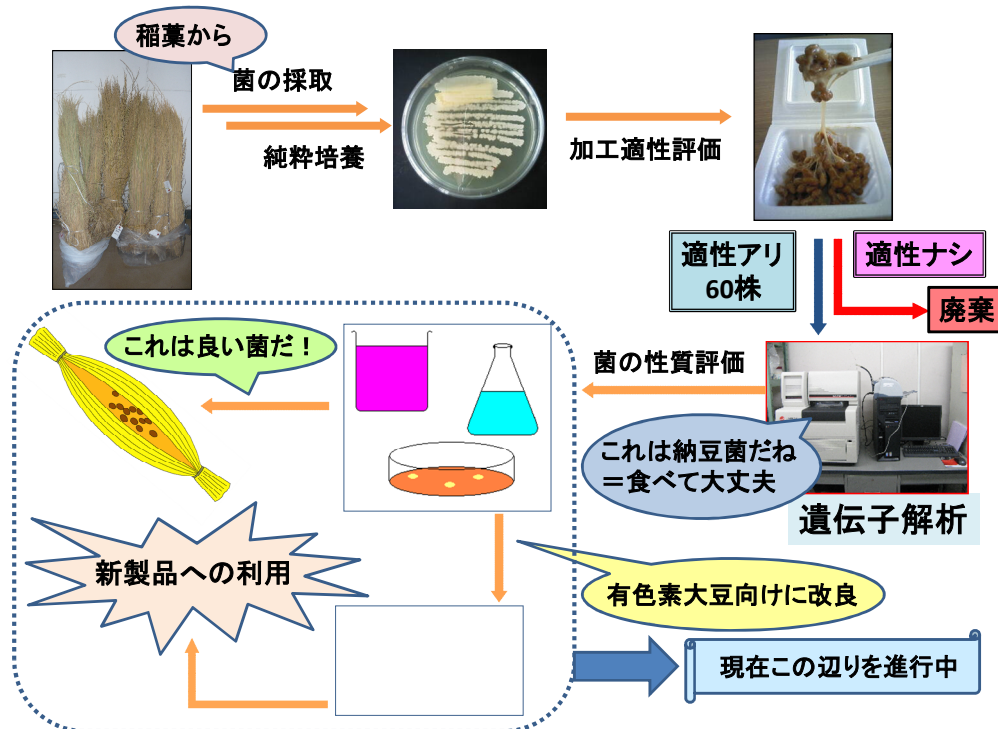 稲藁から
菌の採取
純粋培養
加工適性評価
適性アリ
60株
適性ナシ
廃棄
これは良い菌だ！
菌の性質評価
これは納豆菌だね
＝食べて大丈夫
遺伝子解析
新製品への利用
有色素大豆向けに改良
現在この辺りを進行中